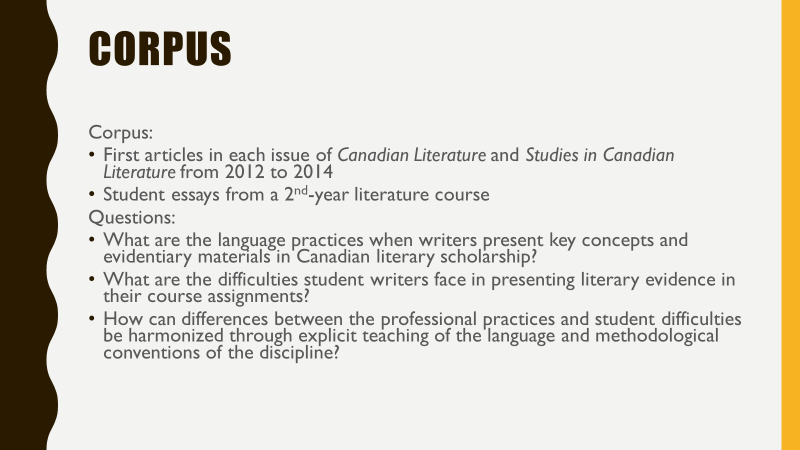 CORPUS
Corpus:
• First articles in each issue of Canadian Literature and Studies in Canadian
Literature from 2012 to 2014
• Student essays from a 2nd-year literature course
Questions:
• What are the language practices when writers present key concepts and
evidentiary materials in Canadian literary scholarship?
• What are the difficulties student writers face in presenting literary evidence in
their course assignments?
• How can differences between the professional practices and student difficulties
be harmonized through explicit teaching of the language and methodological
conventions of the discipline?